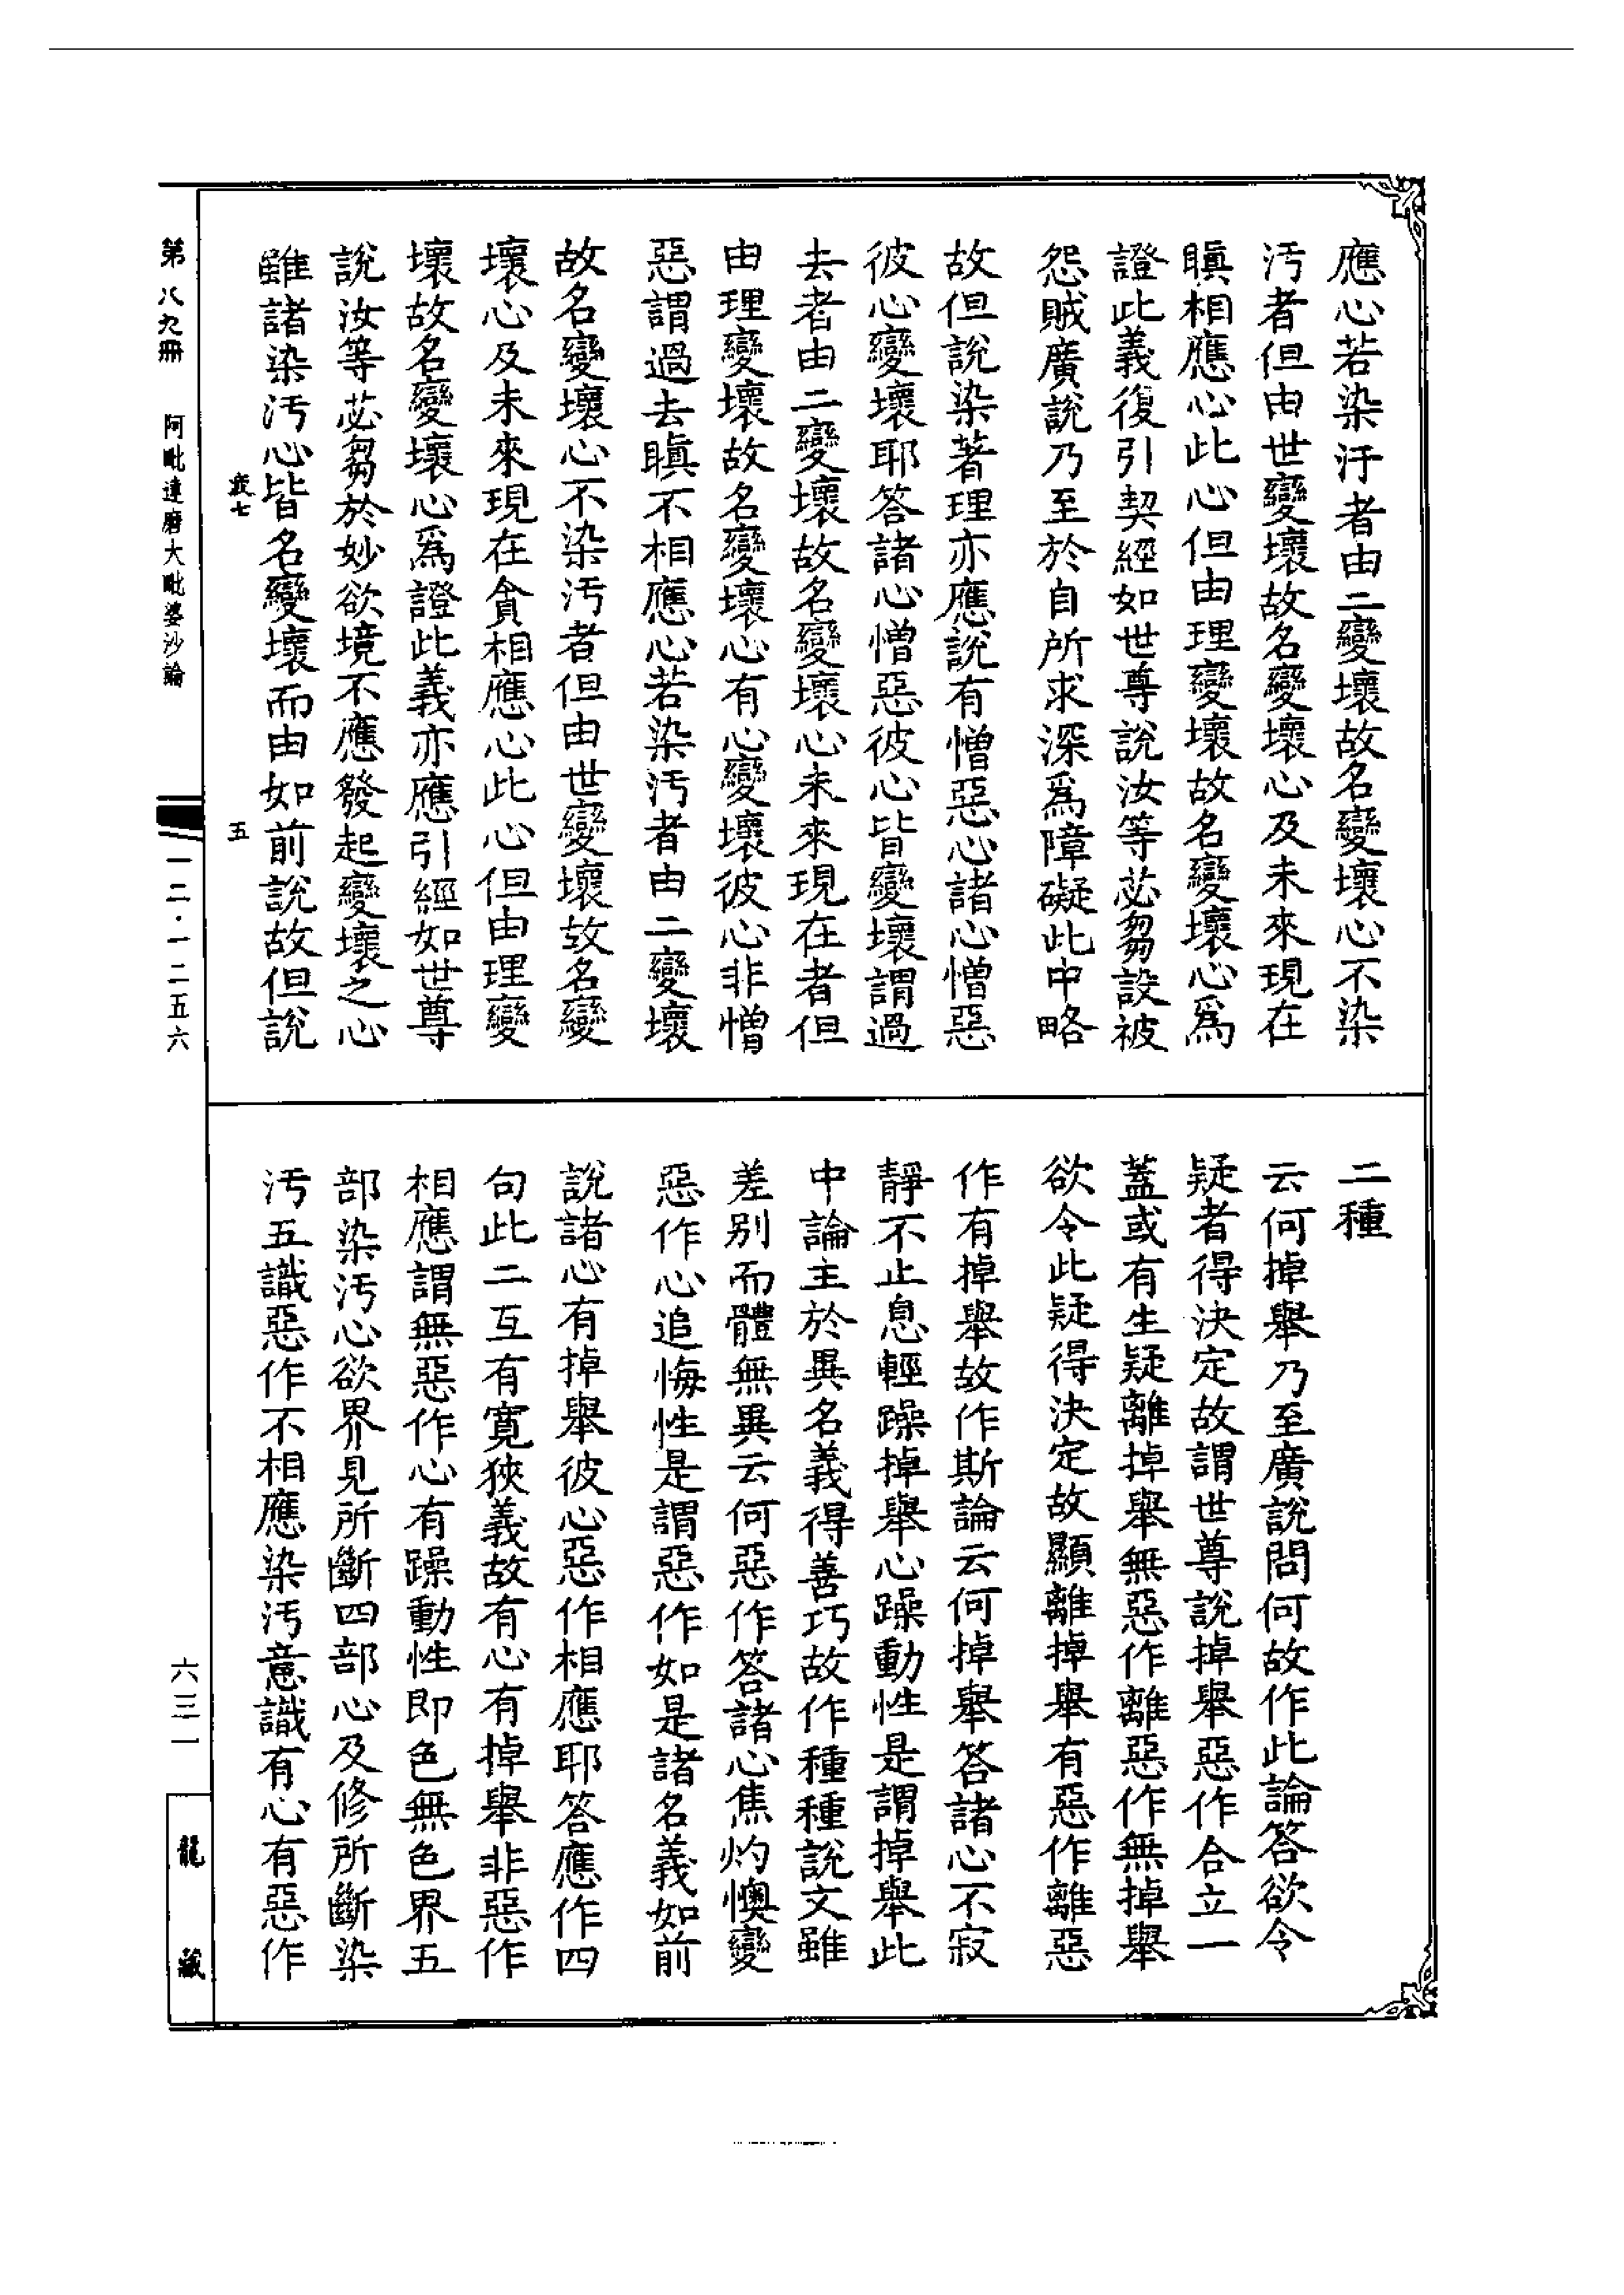 應心若染汙者由二變壞故名變壞心不染
污者但由世變壞故名變壞心及未來現在
瞋相應心此心但由理變壞故名變壞心爲
證此義復引契經如世尊說汝等苾芻設被
怨賊廣說乃至於自所求深爲障礙此中略
故但說染著理亦應說有憎惡心諸心憎惡
彼心變壞耶答諸心憎惡彼心皆變壞謂過
去者由二變壞故名變壞心未來現在者但
由理變壞故名變壞心有心變壞彼心非憎
惡謂過去瞋不相應心若染污者由二變壞
故名變壞心不染污者但由世變壞故名變
壞心及未來現在貪相應心此心但由理變
壞故名變壞心爲證此義亦應引經如世尊
說汝等苾芻於妙欲境不應發起變壞之心
雖諸染污心皆名變壞而由如前說故但說
二種
云何掉舉乃至廣說問何故作此論答欲令
疑者得決定故謂世尊說掉舉惡作合立一
蓋或有生疑離掉舉無惡作離惡作無掉舉
欲令此疑得決定故顯離掉舉有惡作離惡
作有掉舉故作斯論云何掉舉答諸心不寂
靜不止息輕躁掉舉心躁動性是謂掉舉此
中論主於異名義得善巧故作種種說文雖
差別而體無異云何惡作答諸心焦灼懊變
惡作心追悔性是謂惡作如是諸名義如前
說諸心有掉舉彼心惡作相應耶答應作四
句此二互有寬狹義故有心有掉舉非惡作
相應謂無惡作心有躁動性即色無色界五
部染污心欲界見所斷四部心及修所斷染
污五識惡作不相應染污意識有心有惡作
第八九冊
阿毗達磨大毗婆沙論
五
一二·一二五六
六三一
龍藏